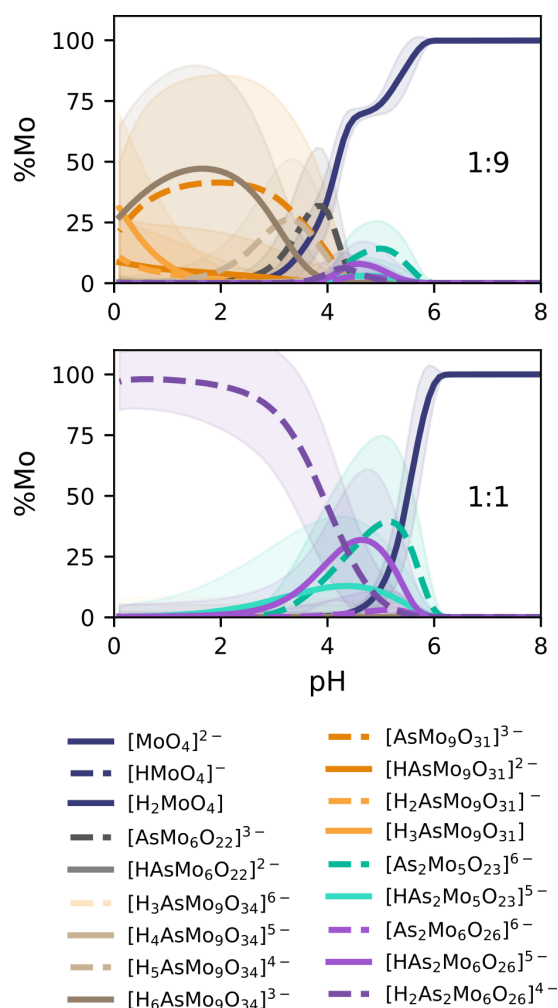 100
75
50
25
0
%Mo
1:9
0 2 4 6 8
100
75
50
25
0
%Mo
1:1
0 2 4 6 8
pH
[MoO₄]²⁻
[HMoO₄]⁻
[H₂MoO₄]
[AsMo₆O₂₂]³⁻
[HAsMo₆O₂₂]²⁻
[H₃AsMo₉O₃₄]⁶⁻
[H₄AsMo₉O₃₄]⁵⁻
[H₅AsMo₉O₃₄]⁴⁻
[H₆AsMo₉O₃₄]³⁻
[AsMo₉O₃₁]³⁻
[HAsMo₉O₃₁]²⁻
[H₂AsMo₉O₃₁]⁻
[H₃AsMo₉O₃₁]
[As₂Mo₅O₂₃]⁶⁻
[HAs₂Mo₅O₂₃]⁵⁻
[As₂Mo₆O₂₆]⁶⁻
[HAs₂Mo₆O₂₆]⁵⁻
[H₂As₂Mo₆O₂₆]⁴⁻